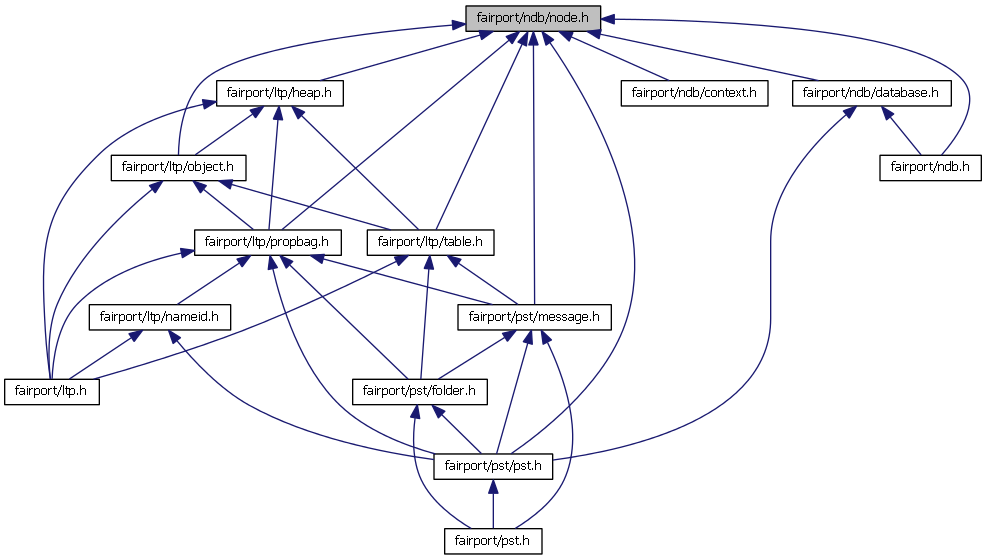 fairport/ndb/node.h
fairport/ltp/heap.h
fairport/ndb/context.h
fairport/ndb/database.h
fairport/ltp/object.h
fairport/ndb.h
fairport/ltp/propbag.h
fairport/ltp/table.h
fairport/ltp/nameid.h
fairport/pst/message.h
fairport/ltp.h
fairport/pst/folder.h
fairport/pst/pst.h
fairport/pst.h